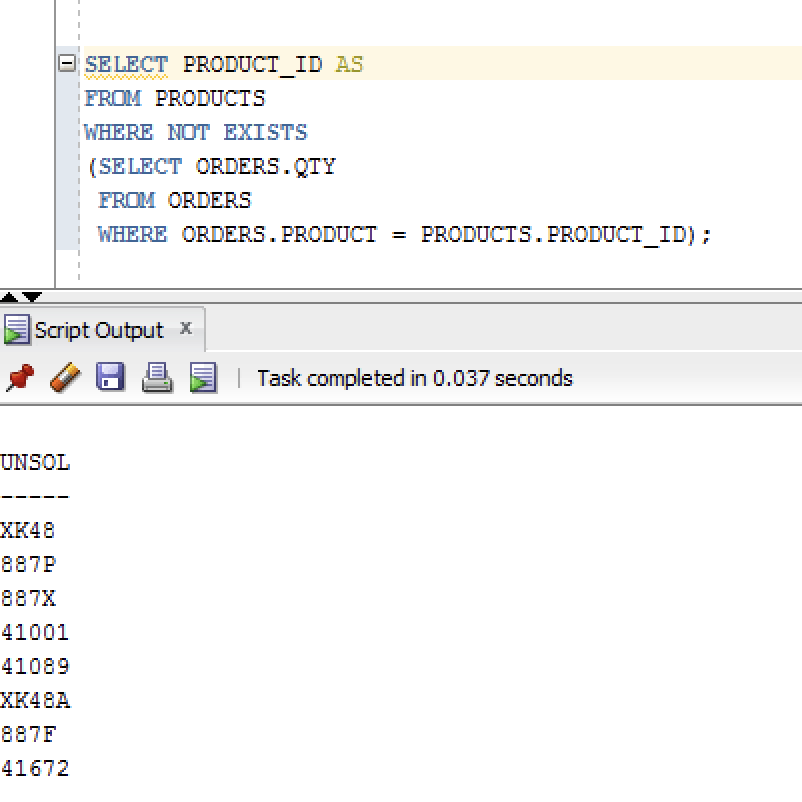 SELECT PRODUCT_ID AS
FROM PRODUCTS
WHERE NOT EXISTS
(SELECT ORDERS.QTY
FROM ORDERS
WHERE ORDERS.PRODUCT = PRODUCTS.PRODUCT_ID);
Script Output x
Task completed in 0.037 seconds
UNSOL
-----
XK48
887P
887X
41001
41089
XK48A
887F
41672